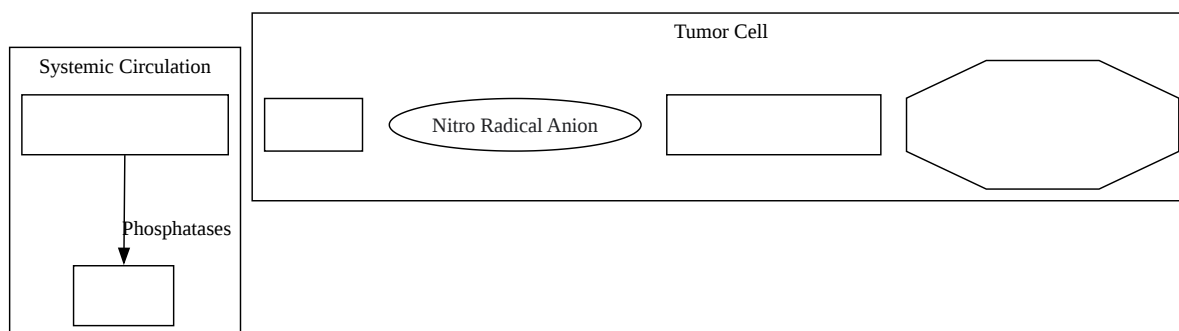 Tumor Cell
Systemic Circulation
Nitro Radical Anion
Phosphatases